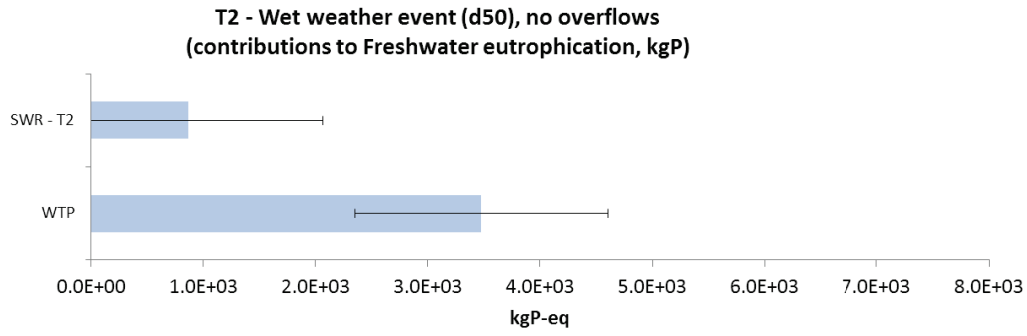 T2 - Wet weather event (d50), no overflows
(contributions to Freshwater eutrophication, kgP)
SWR - T2
WTP
0.0E+00 1.0E+03 2.0E+03 3.0E+03 4.0E+03 5.0E+03 6.0E+03 7.0E+03 8.0E+03
kgP-eq